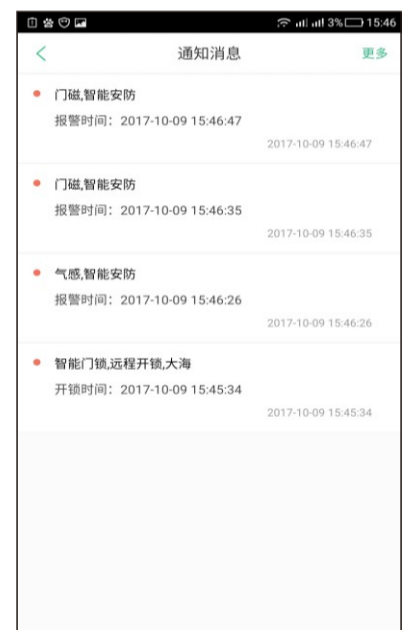 3% 15:46
通知消息 更多
门磁,智能安防
报警时间：2017-10-09 15:46:47
2017-10-09 15:46:47
门磁,智能安防
报警时间：2017-10-09 15:46:35
2017-10-09 15:46:35
气感,智能安防
报警时间：2017-10-09 15:46:26
2017-10-09 15:46:26
智能门锁,远程开锁,大海
开锁时间：2017-10-09 15:45:34
2017-10-09 15:45:34